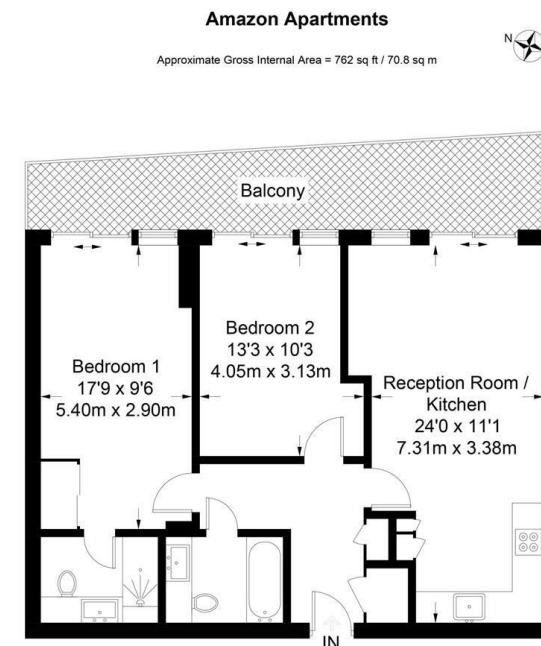 Amazon Apartments
N
Approximate Gross Internal Area = 762 sq ft / 70.8 sq m
Balcony
Bedroom 1
17'9 x 9'6
5.40m x 2.90m
Bedroom 2
13'3 x 10'3
4.05m x 3.13m
Reception Room /
Kitchen
24'0 x 11'1
7.31m x 3.38m
IN